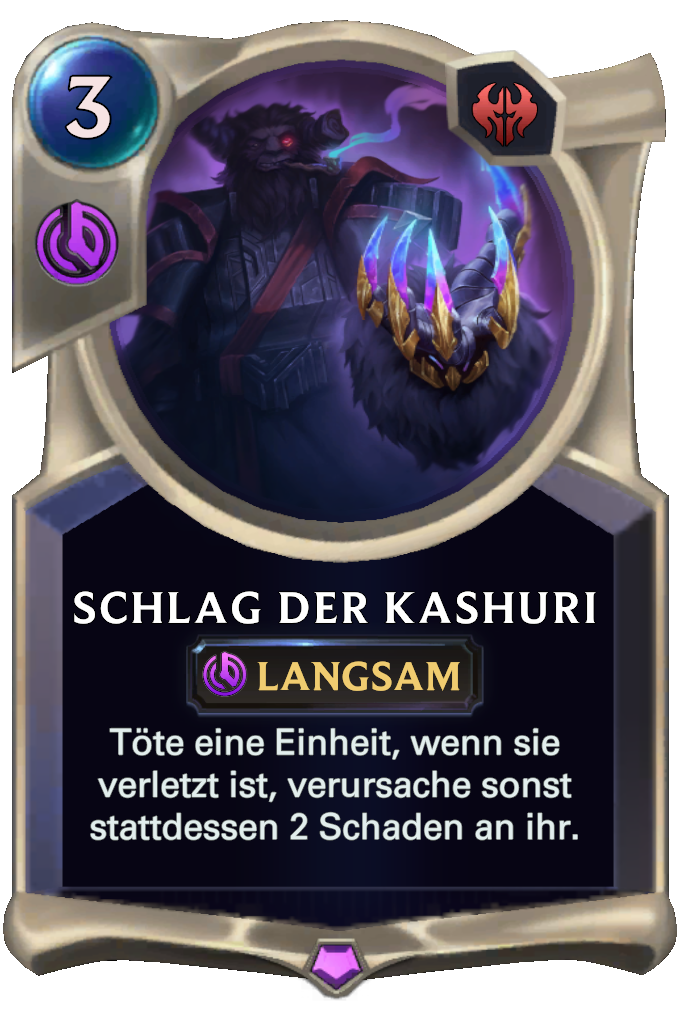 3
SCHLAG DER KASHURI
LANGSAM
Töte eine Einheit, wenn sie
verletzt ist, verursache sonst
stattdessen 2 Schaden an ihr.